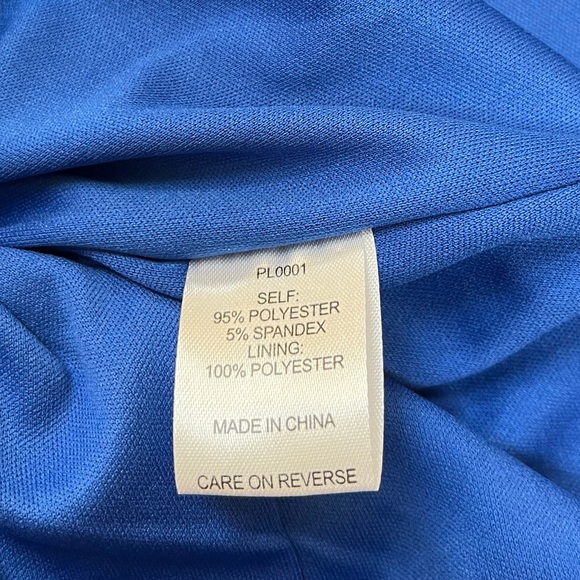 PL0001
SELF:
95% POLYESTER
5% SPANDEX
LINING:
100% POLYESTER
MADE IN CHINA
CARE ON REVERSE